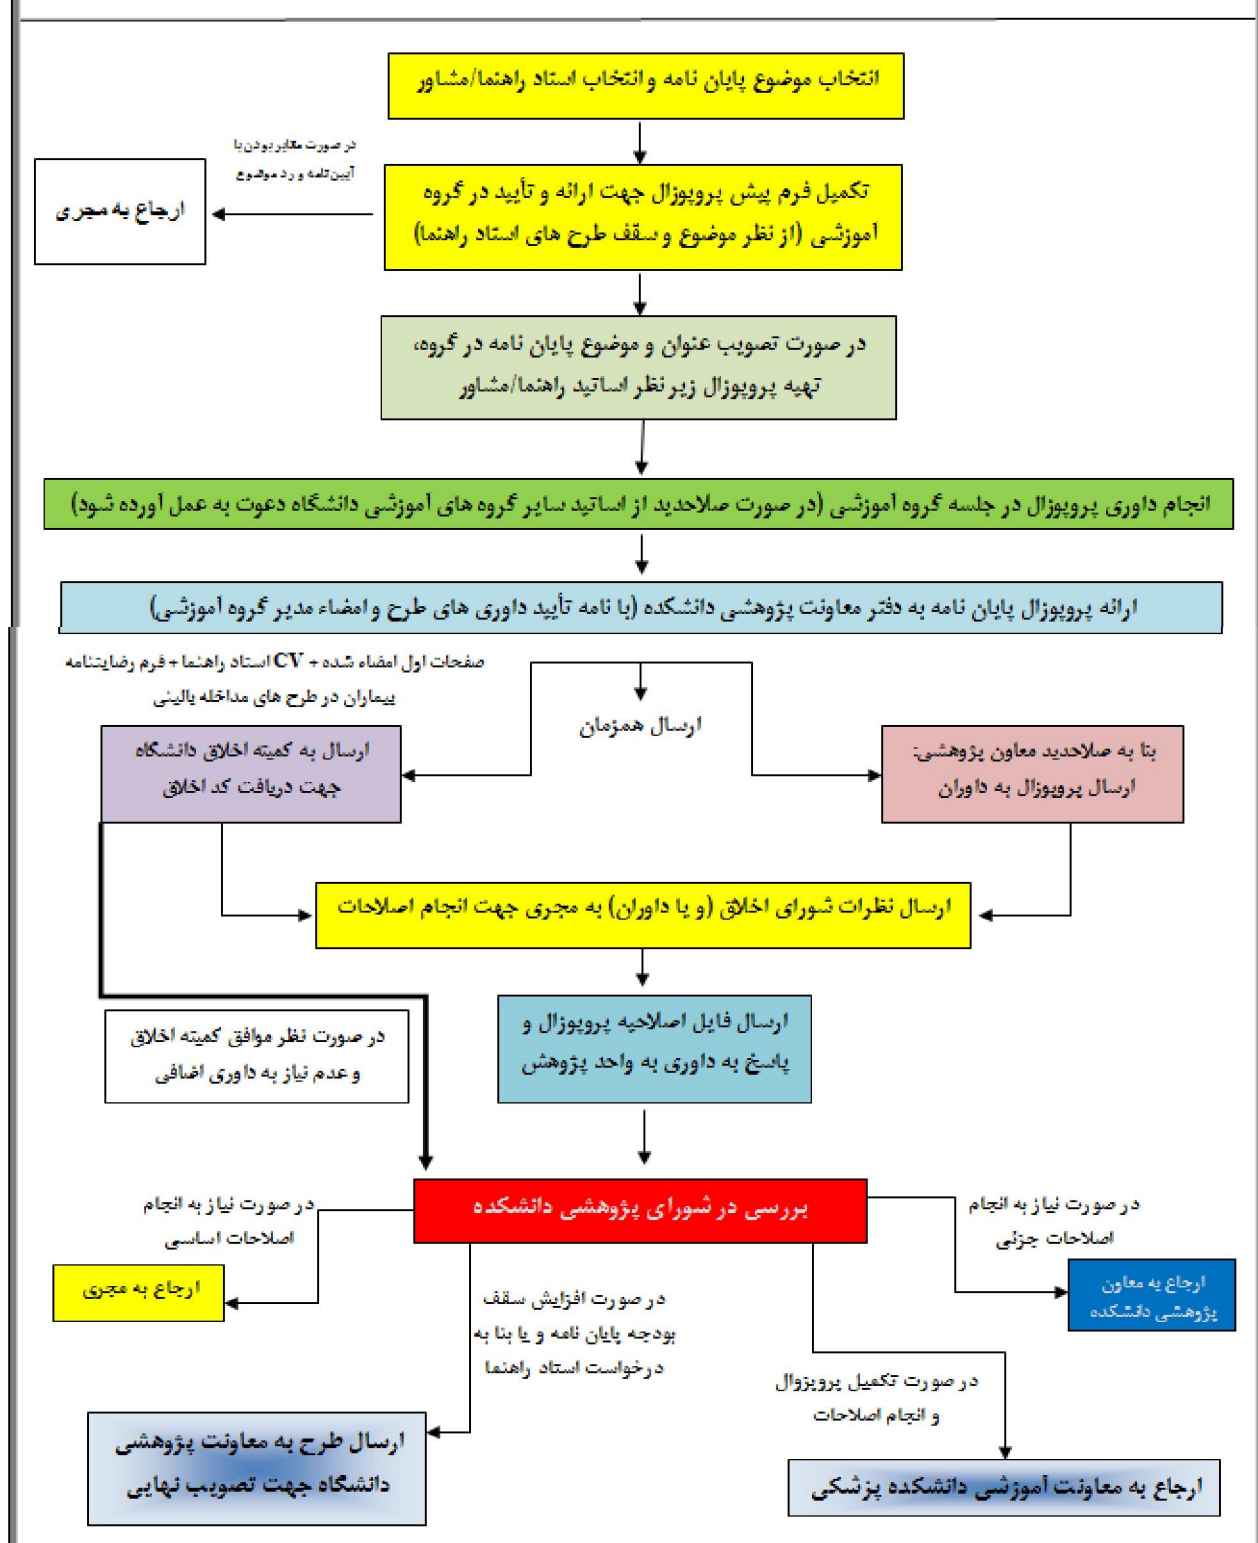 انتخاب موضوع پایان نامه و انتخاب استاد راهنما/مشاور
در صورت مغایر بودن با
آیین‌نامه و رد موضوع
ارجاع به مجری
تکمیل فرم پیش پروپوزال جهت ارائه و تأیید در گروه
آموزشی (از نظر موضوع و سقف طرح های استاد راهنما)
در صورت تصویب عنوان و موضوع پایان نامه در گروه،
تهیه پروپوزال زیر نظر اساتید راهنما/مشاور
انجام داوری پروپوزال در جلسه گروه آموزشی (در صورت صلاحدید از اساتید سایر گروه های آموزشی دانشگاه دعوت به عمل آورده شود)
ارائه پروپوزال پایان نامه به دفتر معاونت پژوهشی دانشکده (با نامه تأیید داوری های طرح و امضاء مدیر گروه آموزشی)
صفحات اول امضاء شده + CV استاد راهنما + فرم رضایتنامه
بیماران در طرح های مداخله بالینی
ارسال همزمان
بنا به صلاحدید معاون پژوهشی:
ارسال پروپوزال به داوران
ارسال به کمیته اخلاق دانشگاه
جهت دریافت کد اخلاق
ارسال نظرات شورای اخلاق (و یا داوران) به مجری جهت انجام اصلاحات
ارسال فایل اصلاحیه پروپوزال و
پاسخ به داوری به واحد پژوهش
در صورت نظر موافق کمیته اخلاق
و عدم نیاز به داوری اضافی
بررسی در شورای پژوهشی دانشکده
در صورت نیاز به انجام
اصلاحات جزئی
در صورت نیاز به انجام
اصلاحات اساسی
ارجاع به معاون
پژوهشی دانشکده
ارجاع به مجری
در صورت افزایش سقف
بودجه پایان نامه و یا بنا به
درخواست استاد راهنما
در صورت تکمیل پروپزوال
و انجام اصلاحات
ارسال طرح به معاونت پژوهشی
دانشگاه جهت تصویب نهایی
ارجاع به معاونت آموزشی دانشکده پزشکی